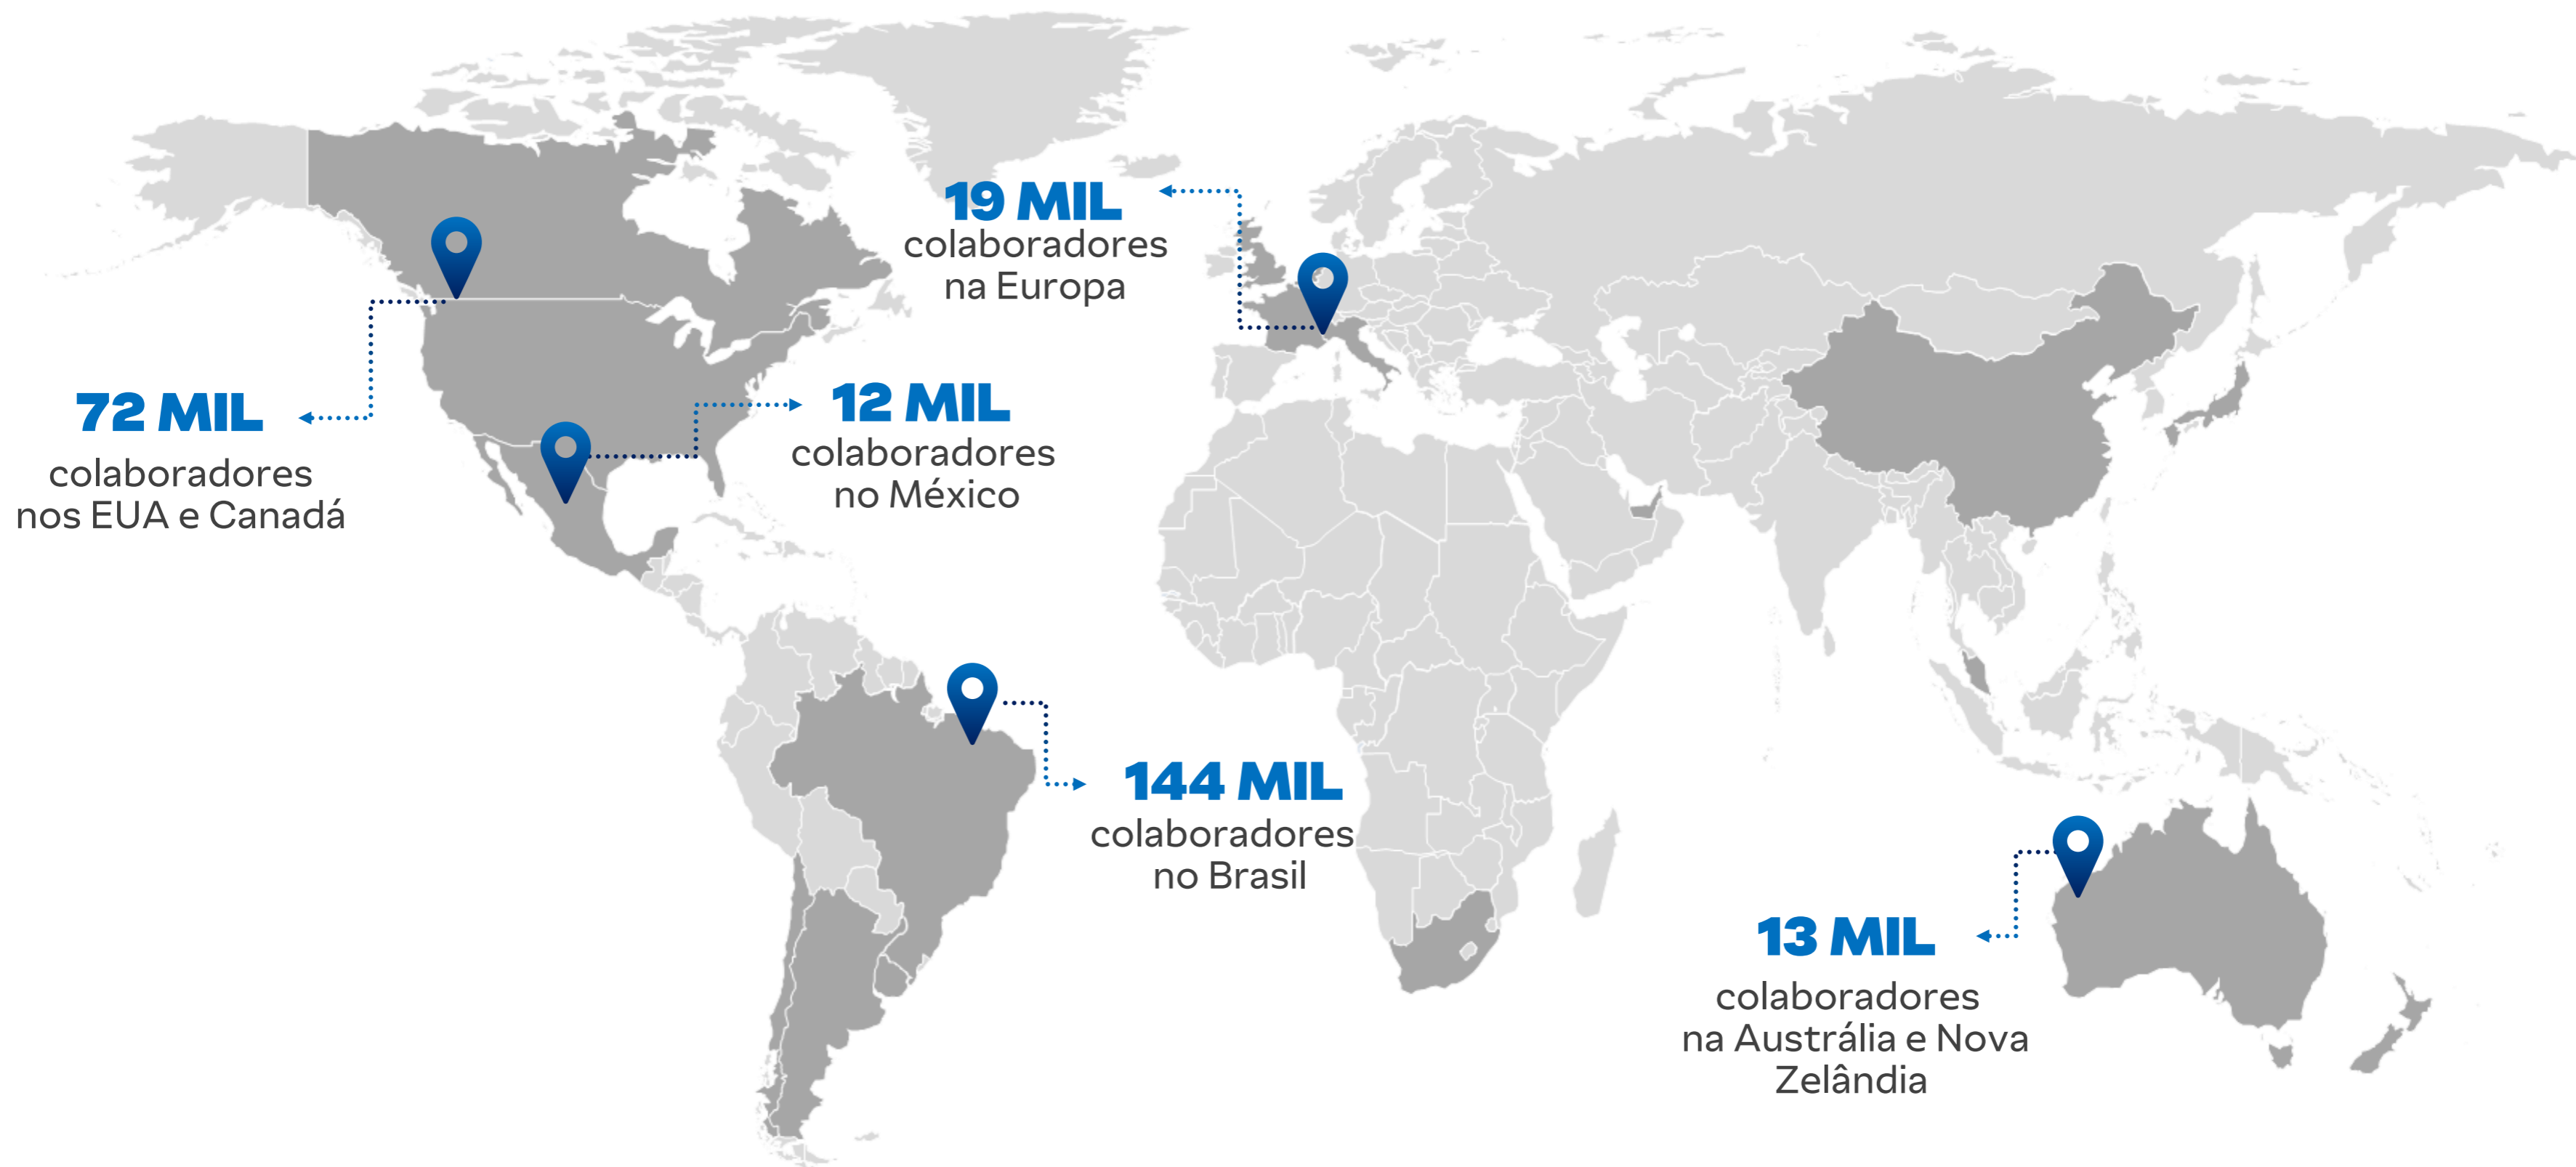 19 MIL
colaboradores
na Europa
72 MIL
colaboradores
nos EUA e Canadá
12 MIL
colaboradores
no México
144 MIL
colaboradores
no Brasil
13 MIL
colaboradores
na Austrália e Nova
Zelândia